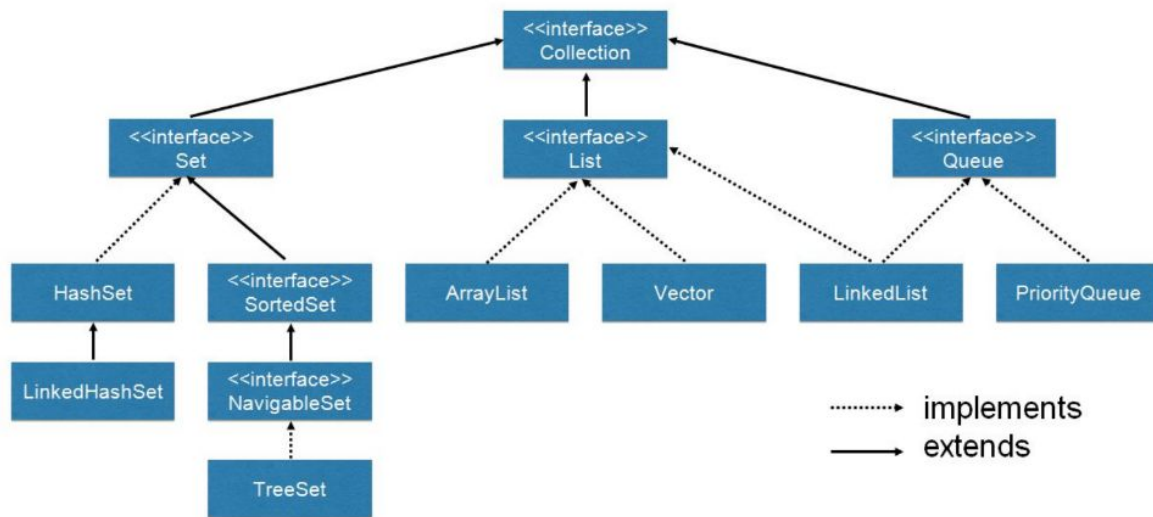 <<interface>>
Collection
<<interface>>
Set
<<interface>>
List
<<interface>>
Queue
HashSet
<<interface>>
SortedSet
ArrayList
Vector
LinkedList
PriorityQueue
LinkedHashSet
<<interface>>
NavigableSet
TreeSet
implements
extends